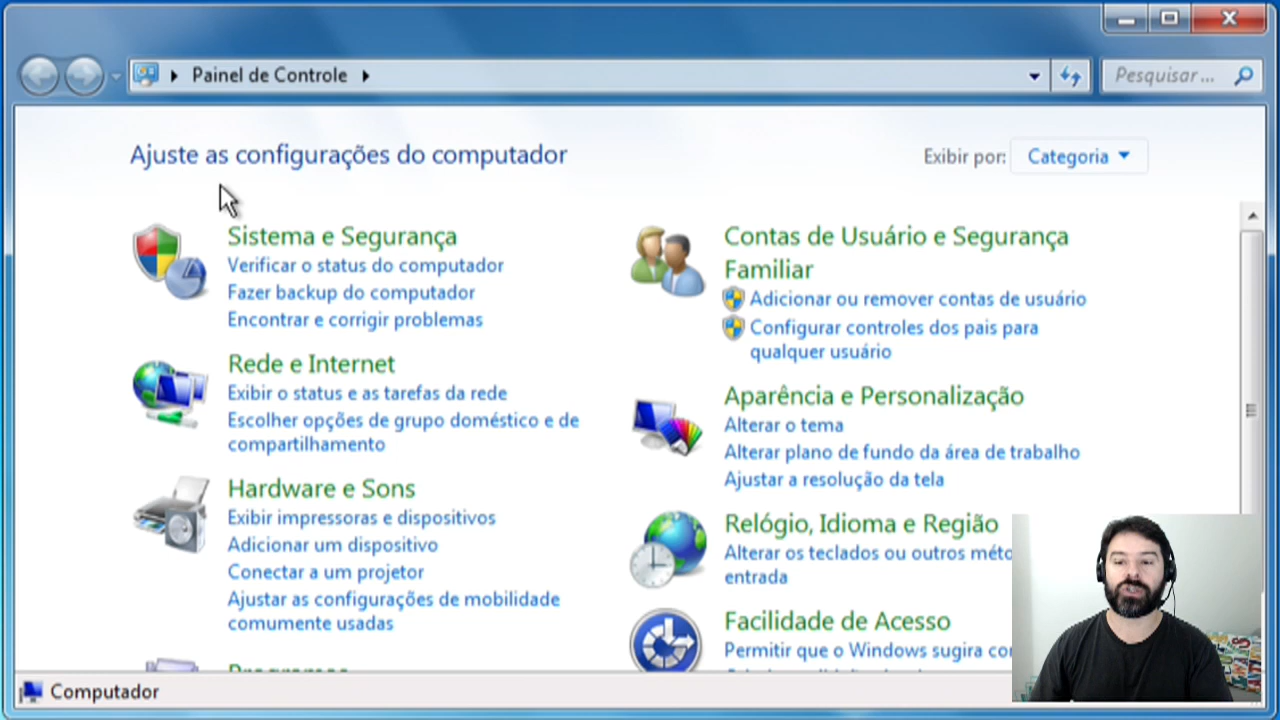 Painel de Controle
Pesquisar ...
Ajuste as configurações do computador
Exibir por:
Categoria
Sistema e Segurança
Verificar o status do computador
Fazer backup do computador
Encontrar e corrigir problemas
Rede e Internet
Exibir o status e as tarefas da rede
Escolher opções de grupo doméstico e de
compartilhamento
Hardware e Sons
Exibir impressoras e dispositivos
Adicionar um dispositivo
Conectar a um projetor
Ajustar as configurações de mobilidade
comumente usadas
Programas
Contas de Usuário e Segurança
Familiar
Adicionar ou remover contas de usuário
Configurar controles dos pais para
qualquer usuário
Aparência e Personalização
Alterar o tema
Alterar plano de fundo da área de trabalho
Ajustar a resolução da tela
Relógio, Idioma e Região
Alterar os teclados ou outros méto
entrada
Facilidade de Acesso
Permitir que o Windows sugira
Computador